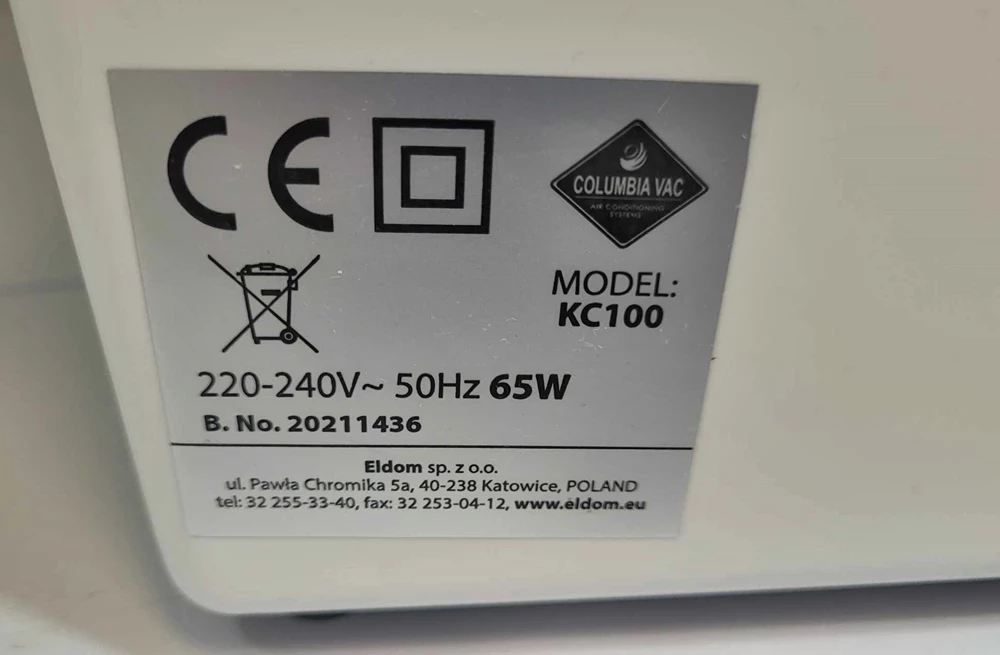 CE
COLUMBIA VAC
AIR CONDITIONING
SYSTEMS
MODEL:
KC100
220-240V~ 50Hz 65W
B. No. 20211436
Eldom sp. z o.o.
ul. Pawła Chromika 5a, 40-238 Katowice, POLAND
tel: 32 255-33-40, fax: 32 253-04-12, www.eldom.eu